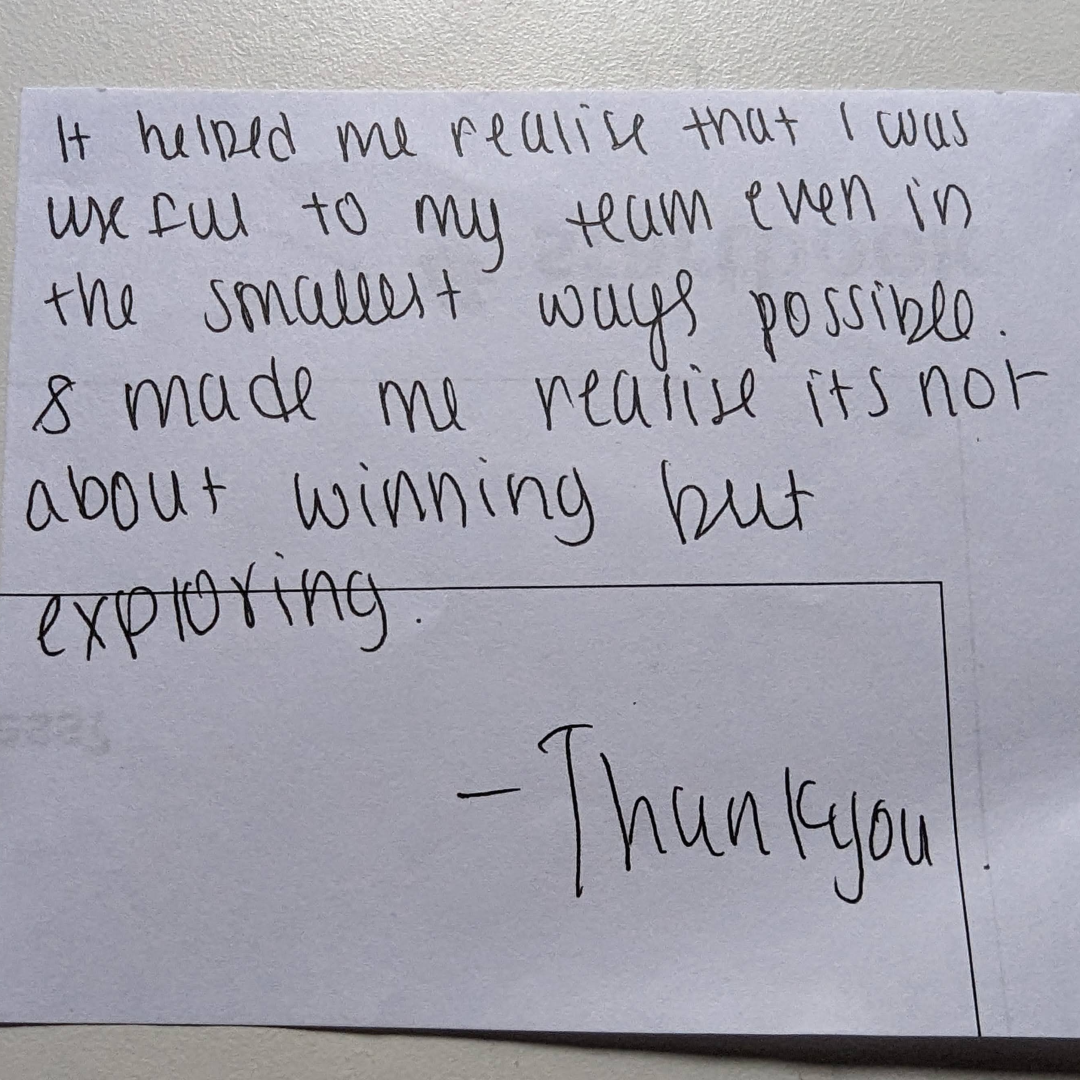 It helped me realise that I was
useful to my team even in
the smallest ways possible.
& made me realise its not
about winning but
exploring.
- Thankyou.